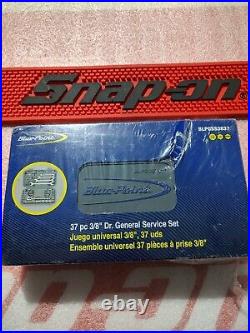 Snap-on
Blue-Point
Blue-Point
37 pc 3/8" Dr. General Service Set
Juego universal 3/8", 37 uds
Ensemble universel 37 pièces à prise 3/8"